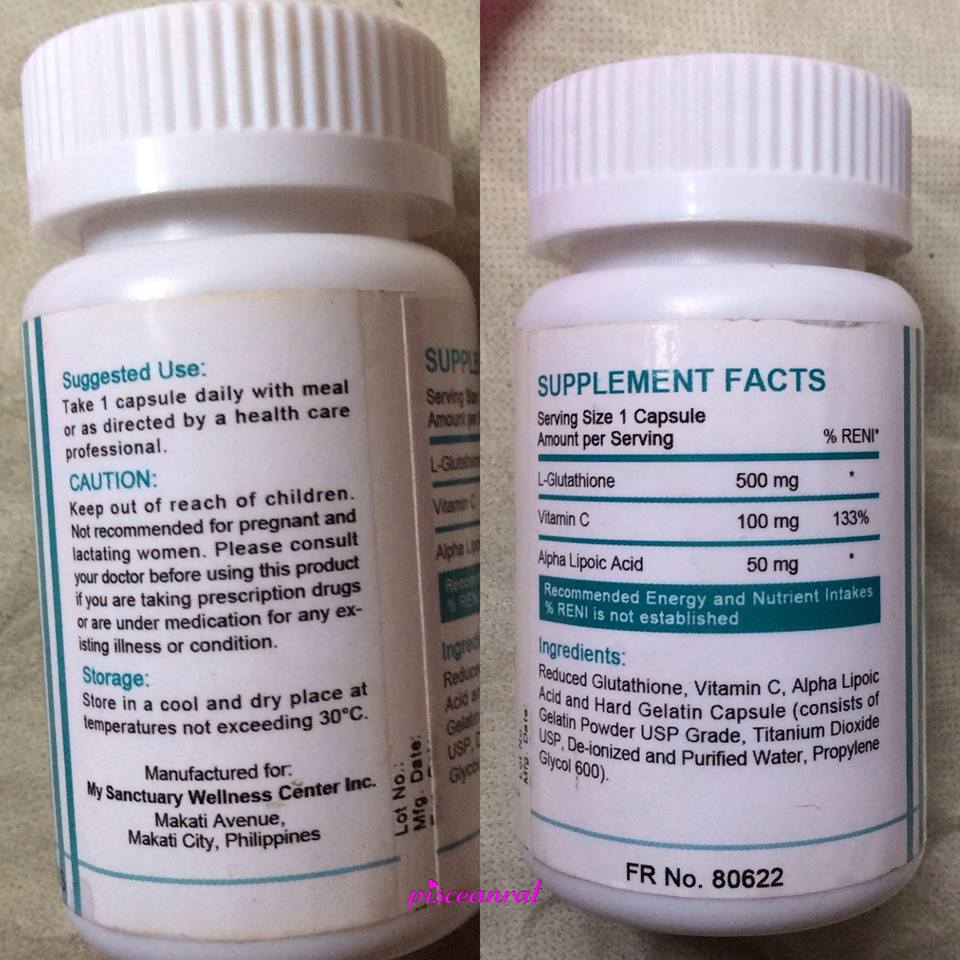 Suggested Use:
Take 1 capsule daily with meal
or as directed by a health care
professional.
CAUTION:
Keep out of reach of children.
Not recommended for pregnant and
lactating women. Please consult
your doctor before using this product
if you are taking prescription drugs
or are under medication for any ex-
isting illness or condition.
Storage:
Store in a cool and dry place at
temperatures not exceeding 30°C.
Manufactured for:
My Sanctuary Wellness Center Inc.
Makati Avenue,
Makati City, Philippines
Lot No.:
Mfg. Date:
SUPPLEMENT FACTS
Serving Size 1 Capsule
Amount per Serving % RENI*
L-Glutathione 500 mg *
Vitamin C 100 mg 133%
Alpha Lipoic Acid 50 mg *
Recommended Energy and Nutrient Intakes
% RENI is not established
Ingredients:
Reduced Glutathione, Vitamin C, Alpha Lipoic
Acid and Hard Gelatin Capsule (consists of
Gelatin Powder USP Grade, Titanium Dioxide
USP, De-ionized and Purified Water, Propylene
Glycol 600).
FR No. 80622
pisceanrat